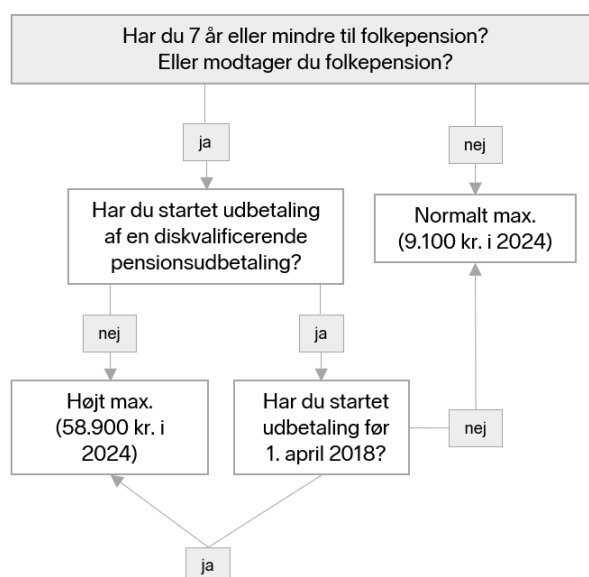 Har du 7 år eller mindre til folkepension?
Eller modtager du folkepension?
ja
nej
Har du startet udbetaling
af en diskvalificerende
pensionsudbetaling?
Normalt max.
(9.100 kr. i 2024)
nej
ja
Højt max.
(58.900 kr. i
2024)
Har du startet
udbetaling før
1. april 2018?
nej
ja